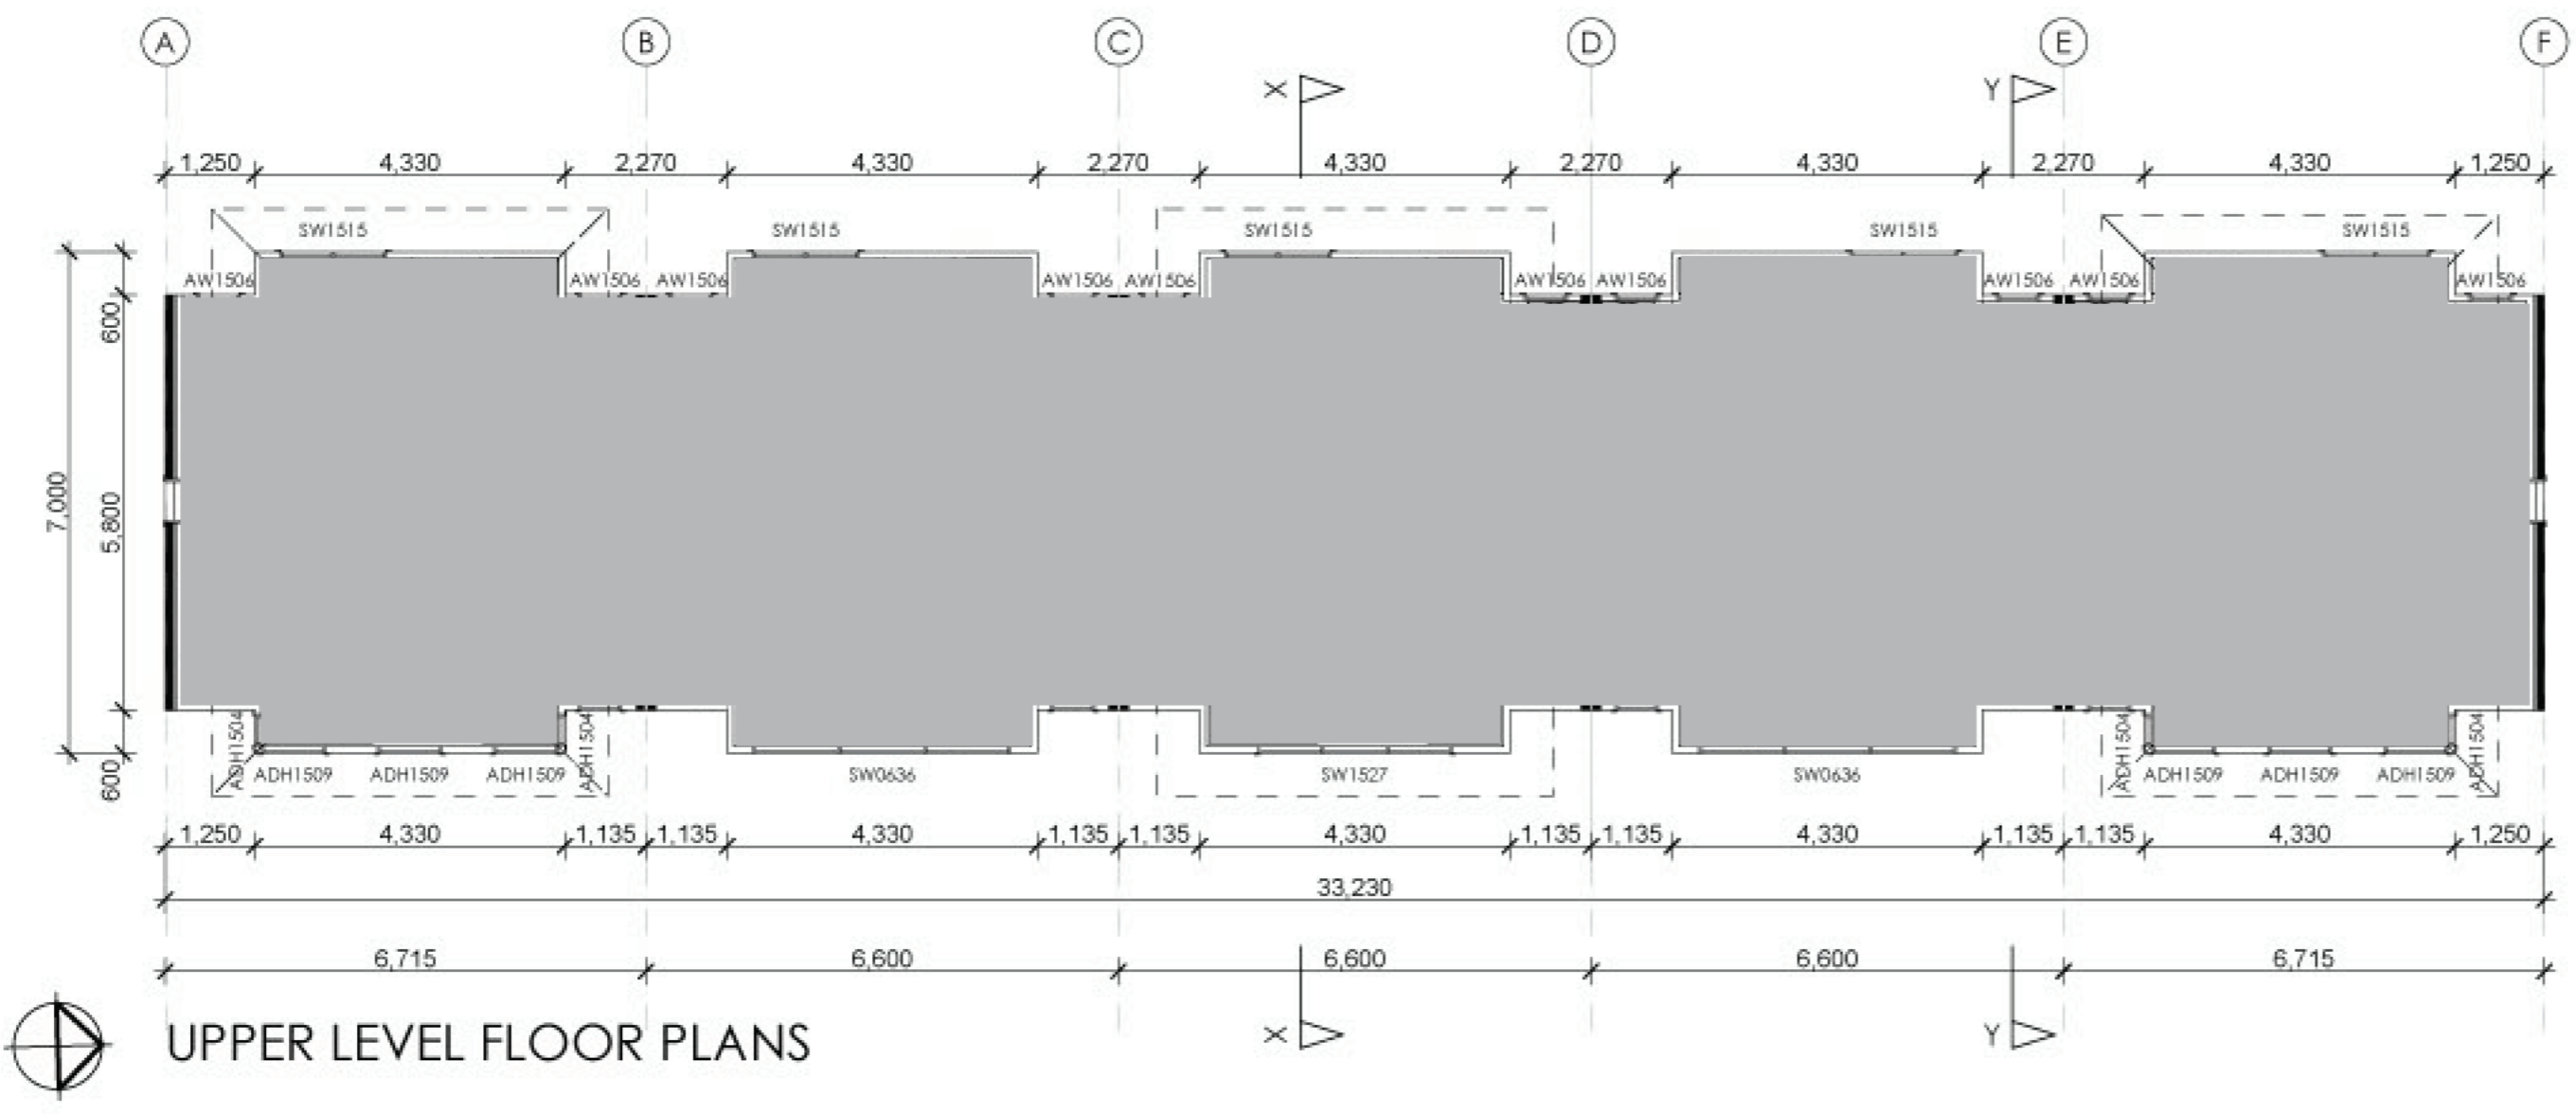 A B C D E F
X Y
1,250 4,330 2,270 4,330 2,270 4,330 2,270 4,330 2,270 4,330 1,250
SW1515 SW1515 SW1515 SW1515 SW1515
AW1506 AW1506 AW1506 AW1506 AW1506 AW1506 AW1506 AW1506 AW1506 AW1506
600
7,000
5,800
600
ADH1504 ADH1504 ADH1504 ADH1504
ADH1509 ADH1509 ADH1509 SW0636 SW1527 SW0636 ADH1509 ADH1509 ADH1509
1,250 4,330 1,135 1,135 4,330 1,135 1,135 4,330 1,135 1,135 4,330 1,135 1,135 4,330 1,250
33,230
6,715 6,600 6,600 6,600 6,715
X Y
UPPER LEVEL FLOOR PLANS